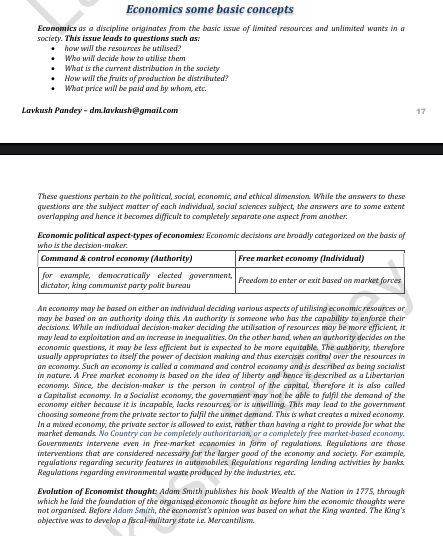 Economics some basic concepts
Economics as a discipline originates from the basic issue of limited resources and unlimited wants in a
society. This issue leads to questions such as:
• how will the resources be utilised?
• Who will decide how to utilise them
• What is the current distribution in the society
• How will the fruits of production be distributed?
• What price will be paid and by whom, etc.
Lavkush Pandey – dm.lavkush@gmail.com
17
These questions pertain to the political, social, economic, and ethical dimension. While the answers to these
questions are the subject matter of each individual, social sciences subject, the answers are to some extent
overlapping and hence it becomes difficult to completely separate one aspect from another.
Economic political aspect-types of economies: Economic decisions are broadly categorized on the basis of
who is the decision-maker.
Command & control economy (Authority) Free market economy (Individual)
for example, democratically elected government, Freedom to enter or exit based on market forces
dictator, king communist party polit bureau
An economy may be based on either an individual deciding various aspects of utilising economic resources or
may be based on an authority doing this. An authority is someone who has the capability to enforce their
decisions. While an individual decision-maker deciding the utilisation of resources may be more efficient, it
may lead to exploitation and an increase in inequalities. On the other hand, when an authority decides on the
economic questions, it may be less efficient but is expected to be more equitable. The authority, therefore
usually appropriates to itself the power of decision making and thus exercise control over the resources in
an economy. Such an economy is called a command and control economy and is described as being socialist
in nature. A Free market economy is based on the idea of liberty and hence is described as a Libertarian
economy. Since, the decision-maker is the person in control of the capital, therefore it is also called
a Capitalist economy. In a Socialist economy, the government may not be able to fulfil the demand of the
economy either because it is incapable, lacks resources, or is unwilling. This may lead to the government
choosing someone from the private sector to fulfil the unmet demand. This is what creates a mixed economy.
In a mixed economy, the private sector is allowed to exist, rather than having a right to provide for what the
market demands. No Country can be completely authoritarian, or a completely free market-based economy.
Governments intervene even in free-market economies in form of regulations. Regulations are those
interventions that are considered necessary for the larger good of the economy and society. For example,
regulations regarding security features in automobiles. Regulations regarding lending activities by banks.
Regulations regarding environmental waste produced by the industries, etc.
Evolution of Economist thought: Adam Smith publishes his book Wealth of the Nation in 1775, through
which he laid the foundation of the organised economic thought as before him the economic thoughts were
not organised. Before Adam Smith, the economist's opinion was based on what the King wanted. The King's
objective was to develop a fiscal-military state i.e. Mercantilism.